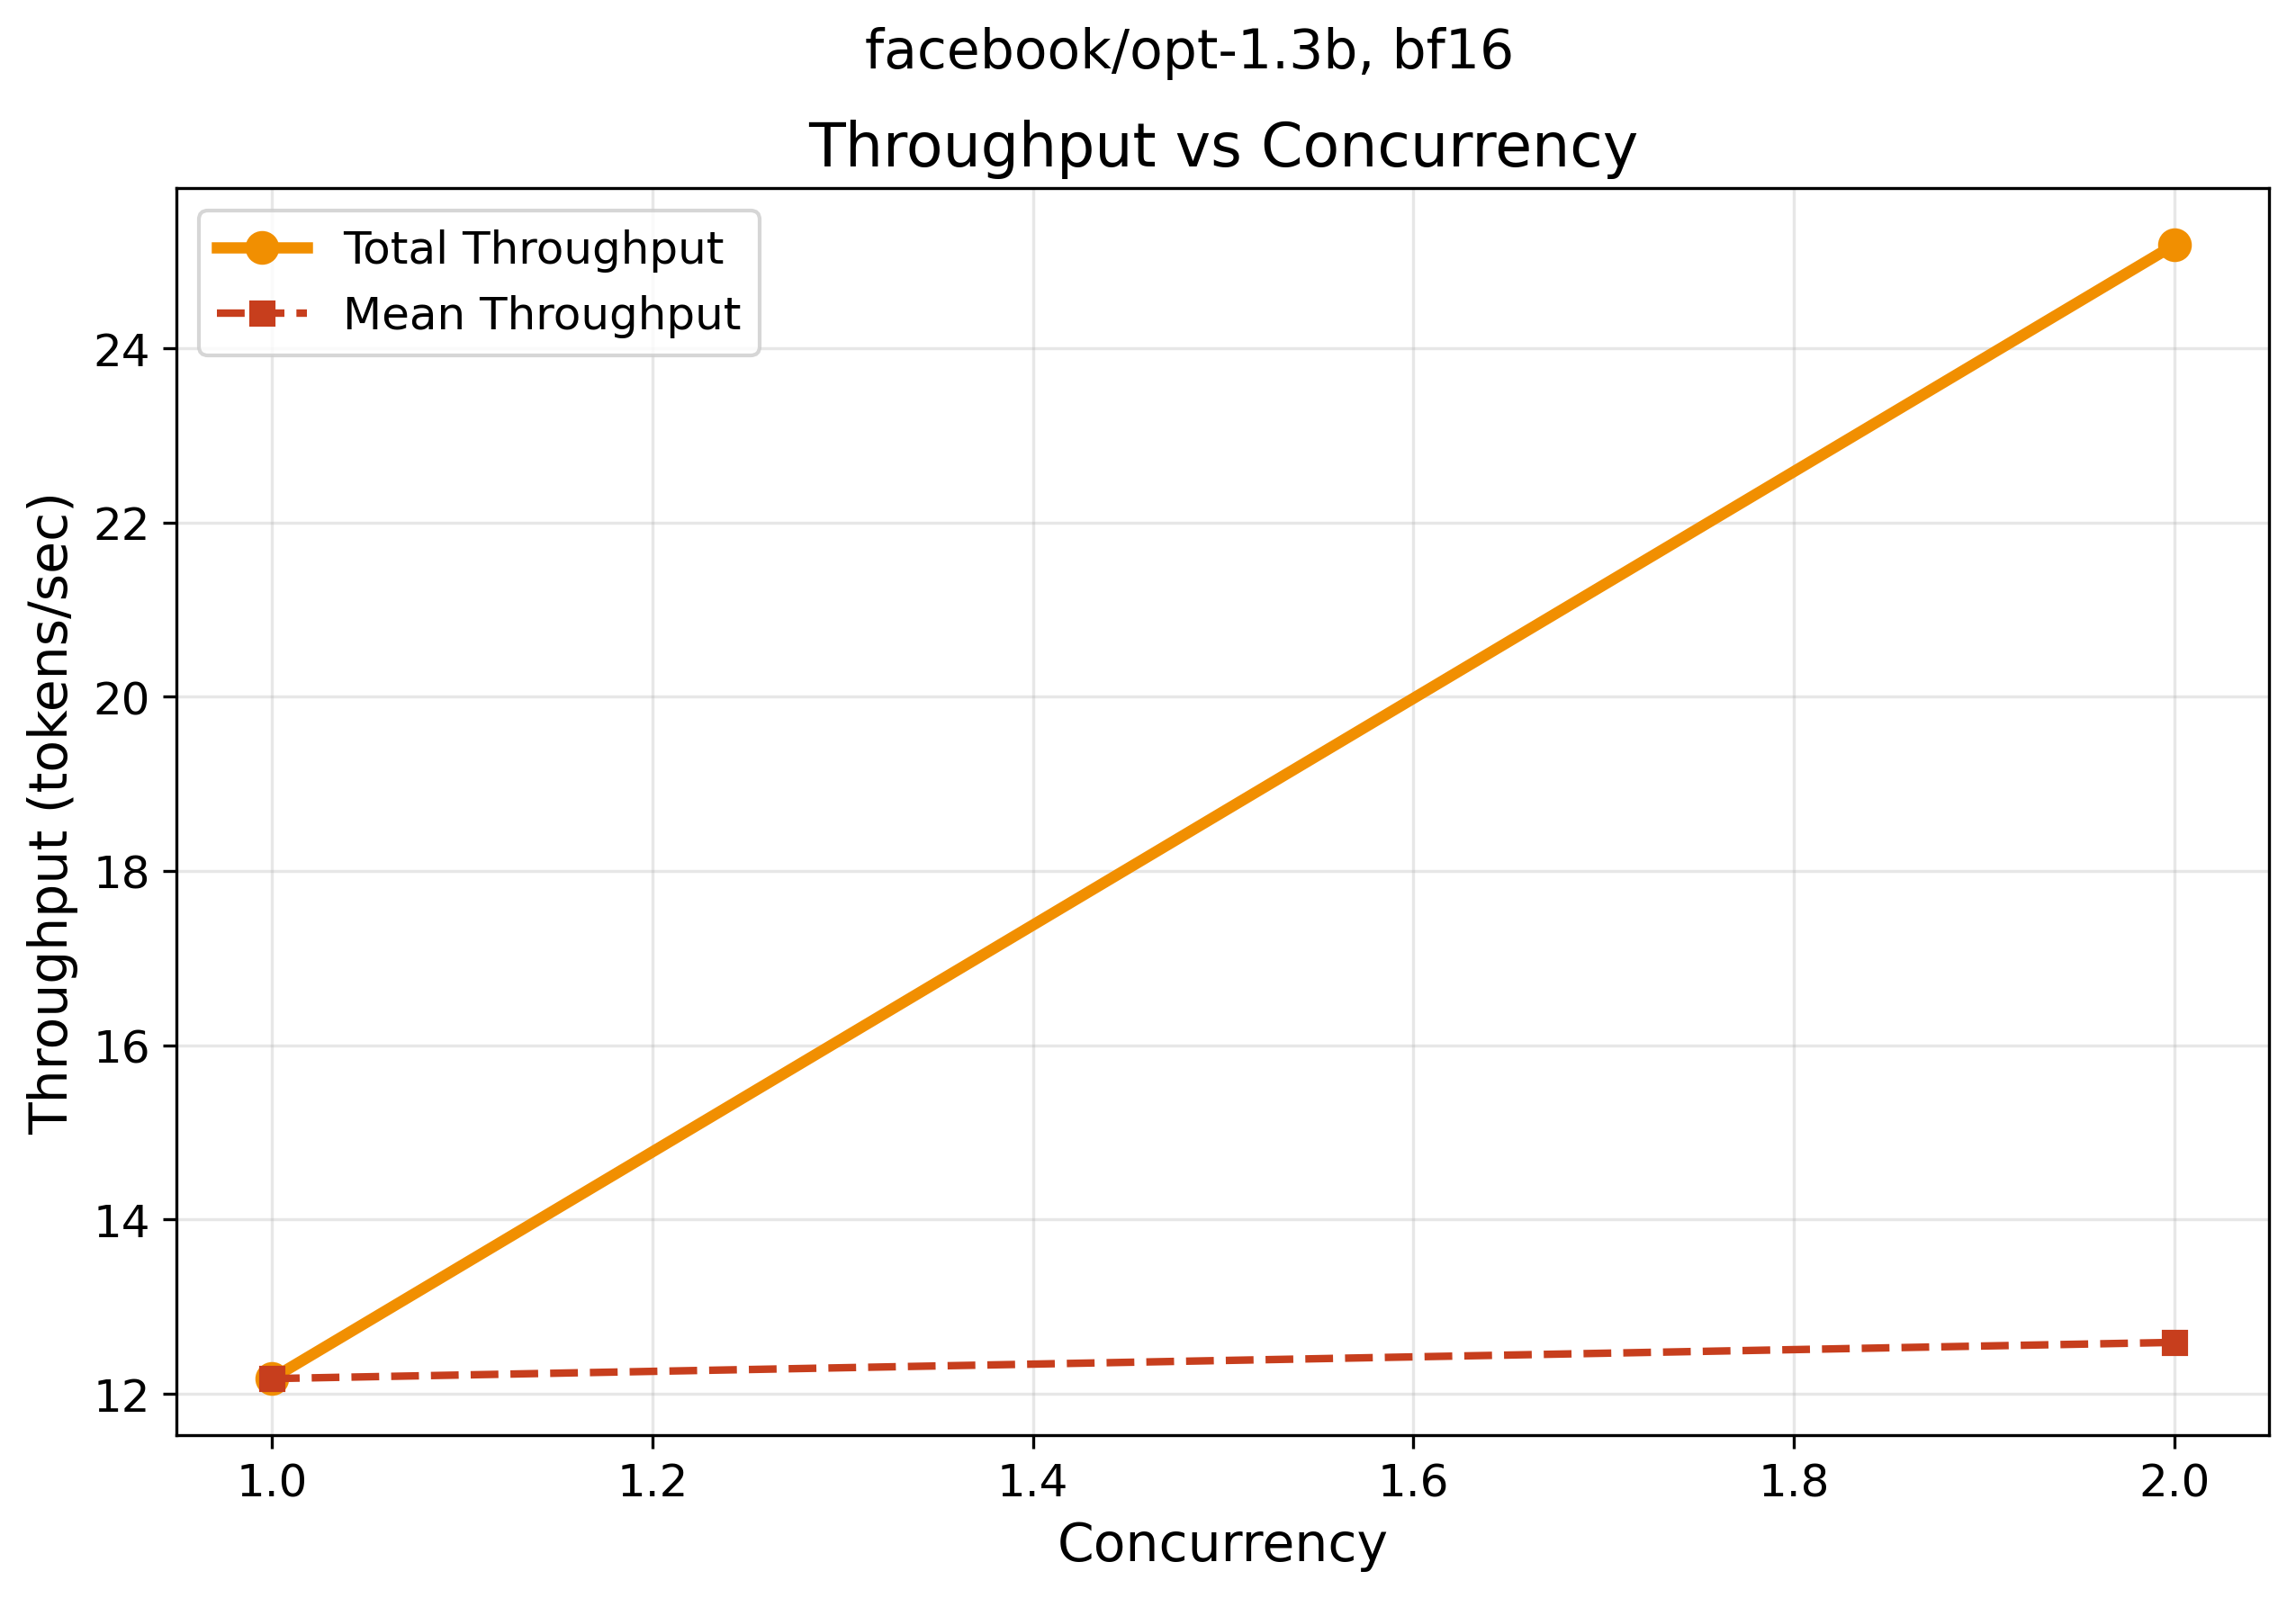 facebook/opt-1.3b, bf16
Throughput vs Concurrency
Total Throughput
Mean Throughput
Throughput (tokens/sec)
24
22
20
18
16
14
12
1.0 1.2 1.4 1.6 1.8 2.0
Concurrency